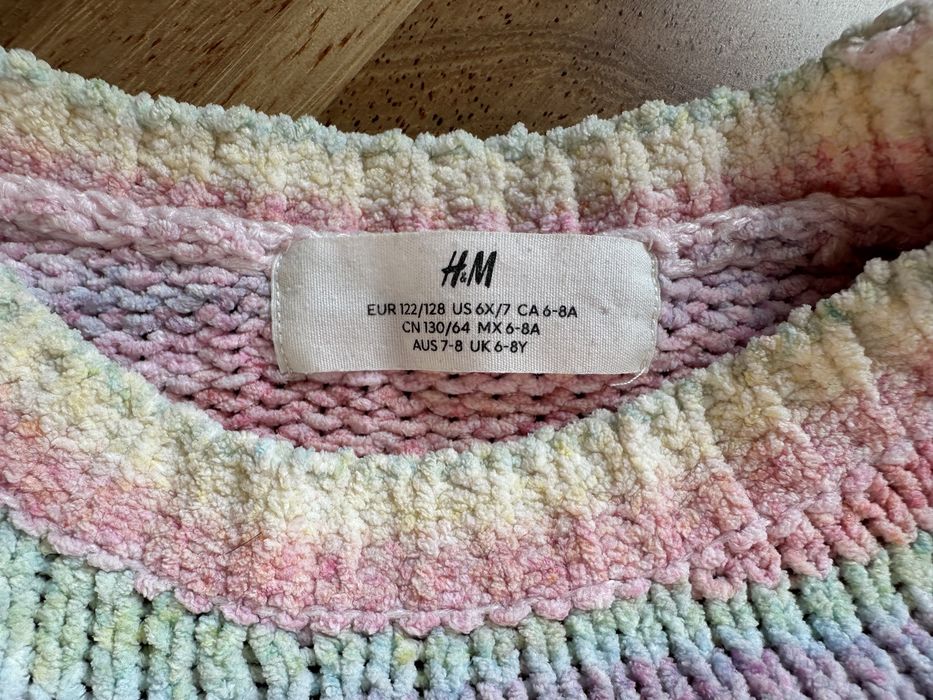 H&M
EUR 122/128 US 6X/7 CA 6-8A
CN 130/64 MX 6-8A
AUS 7-8 UK 6-8Y